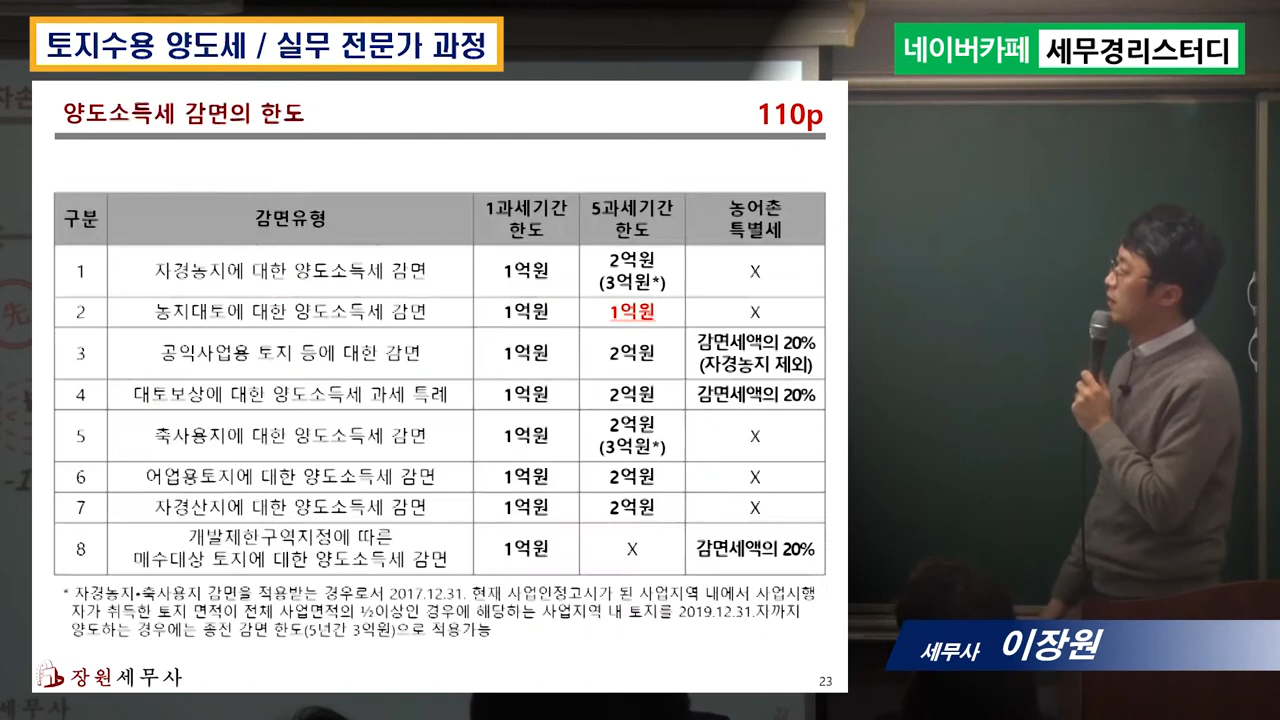 토지수용 양도세 / 실무 전문가 과정
네이버카페 세무경리스터디
양도소득세 감면의 한도
110p
구분 감면유형 1과세기간 한도 5과세기간 한도 농어촌 특별세
1 자경농지에 대한 양도소득세 감면 1억원 2억원 (3억원*) X
2 농지대토에 대한 양도소득세 감면 1억원 1억원 X
3 공익사업용 토지 등에 대한 감면 1억원 2억원 감면세액의 20% (자경농지 제외)
4 대토보상에 대한 양도소득세 과세 특례 1억원 2억원 감면세액의 20%
5 축사용지에 대한 양도소득세 감면 1억원 2억원 (3억원*) X
6 어업용토지에 대한 양도소득세 감면 1억원 2억원 X
7 자경산지에 대한 양도소득세 감면 1억원 2억원 X
8 개발제한구역지정에 따른 매수대상 토지에 대한 양도소득세 감면 1억원 X 감면세액의 20%
* 자경농지•축사용지 감면을 적용받는 경우로서 2017.12.31. 현재 사업인정고시가 된 사업지역 내에서 사업시행
자가 취득한 토지 면적이 전체 사업면적의 ½이상인 경우에 해당하는 사업지역 내 토지를 2019.12.31.자까지
양도하는 경우에는 종전 감면 한도(5년간 3억원)으로 적용가능
장원세무사
23
세무사 이장원